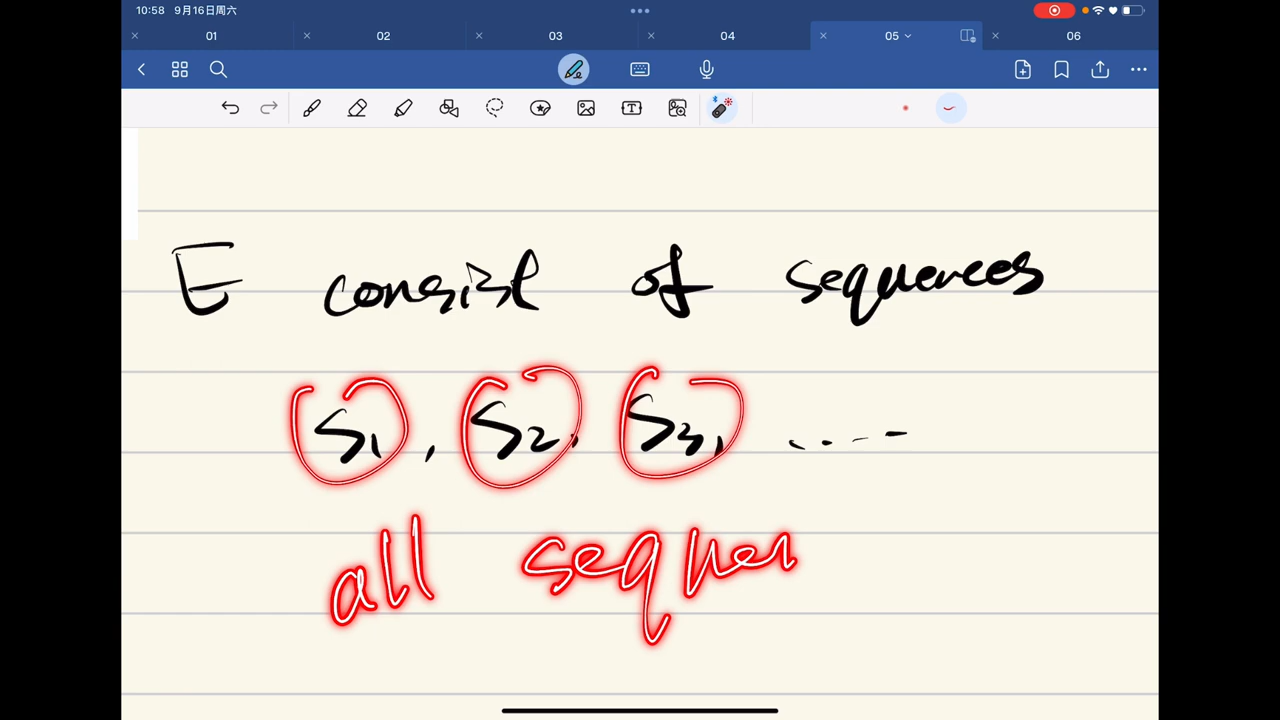 10:58 9月16日周六
01 02 03 04 05 06
E consist of sequences
S1, S2, S3, ....
all sequen